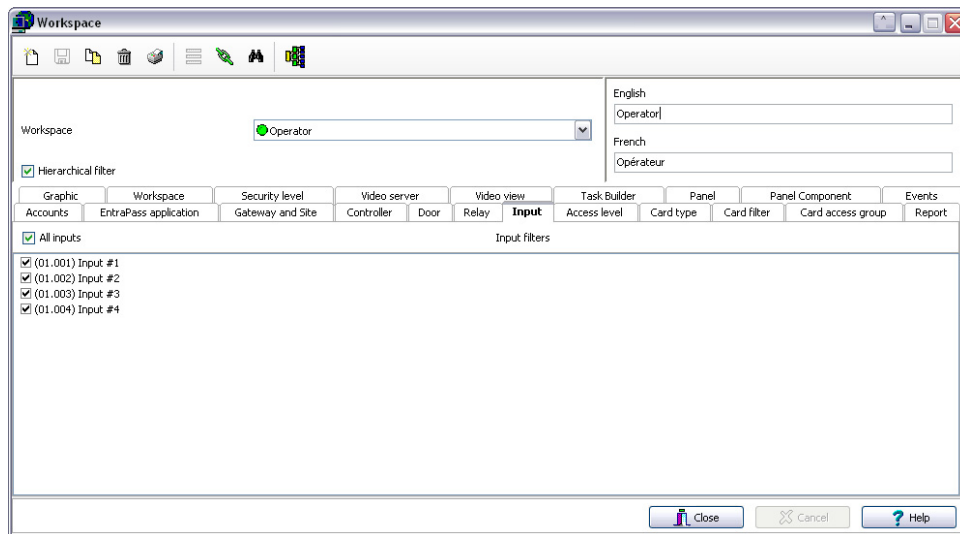 Workspace
English
Operator
Workspace
Operator
French
Opérateur
Hierarchical filter
Graphic Workspace Security level Video server Video view Task Builder Panel Panel Component Events
Accounts EntraPass application Gateway and Site Controller Door Relay Input Access level Card type Card filter Card access group Report
All inputs Input filters
(01.001) Input #1
(01.002) Input #2
(01.003) Input #3
(01.004) Input #4
Close Cancel Help